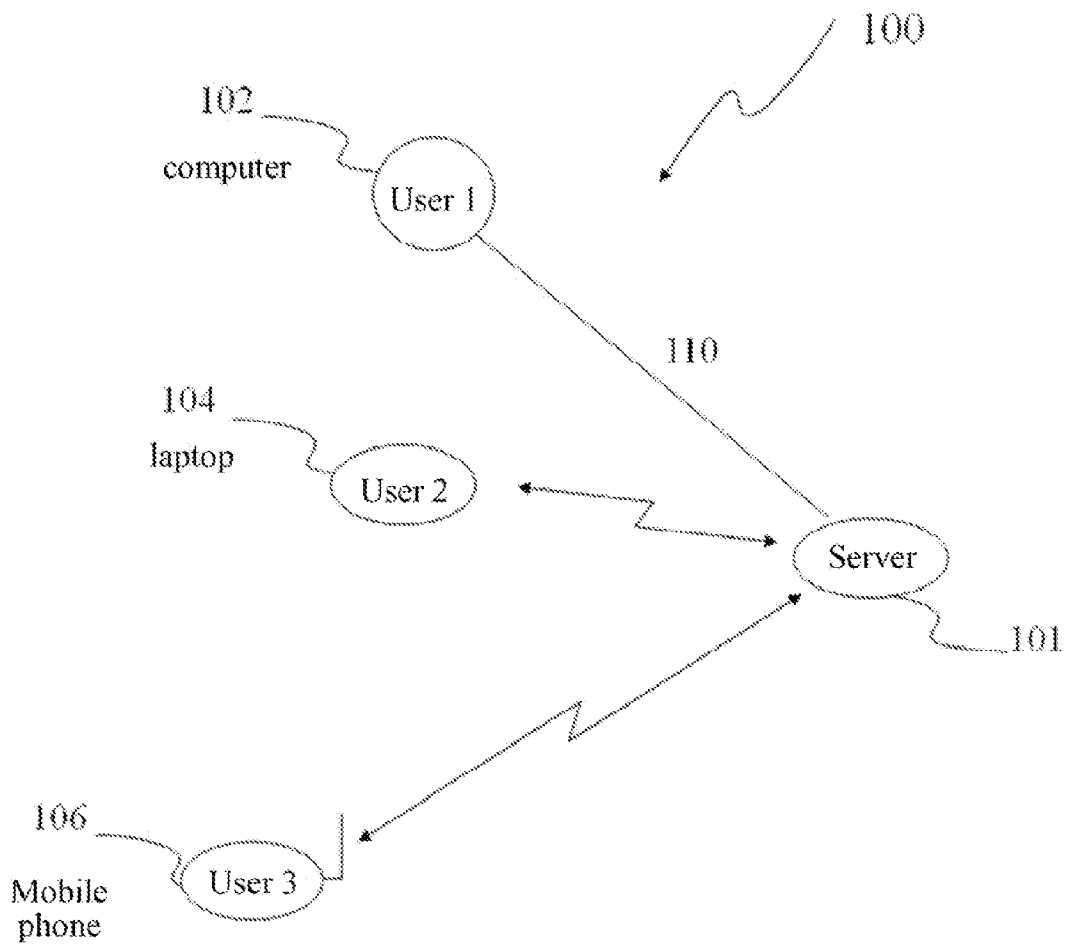 100
102
computer
User 1
110
104
laptop
User 2
Server
101
106
User 3
Mobile
phone